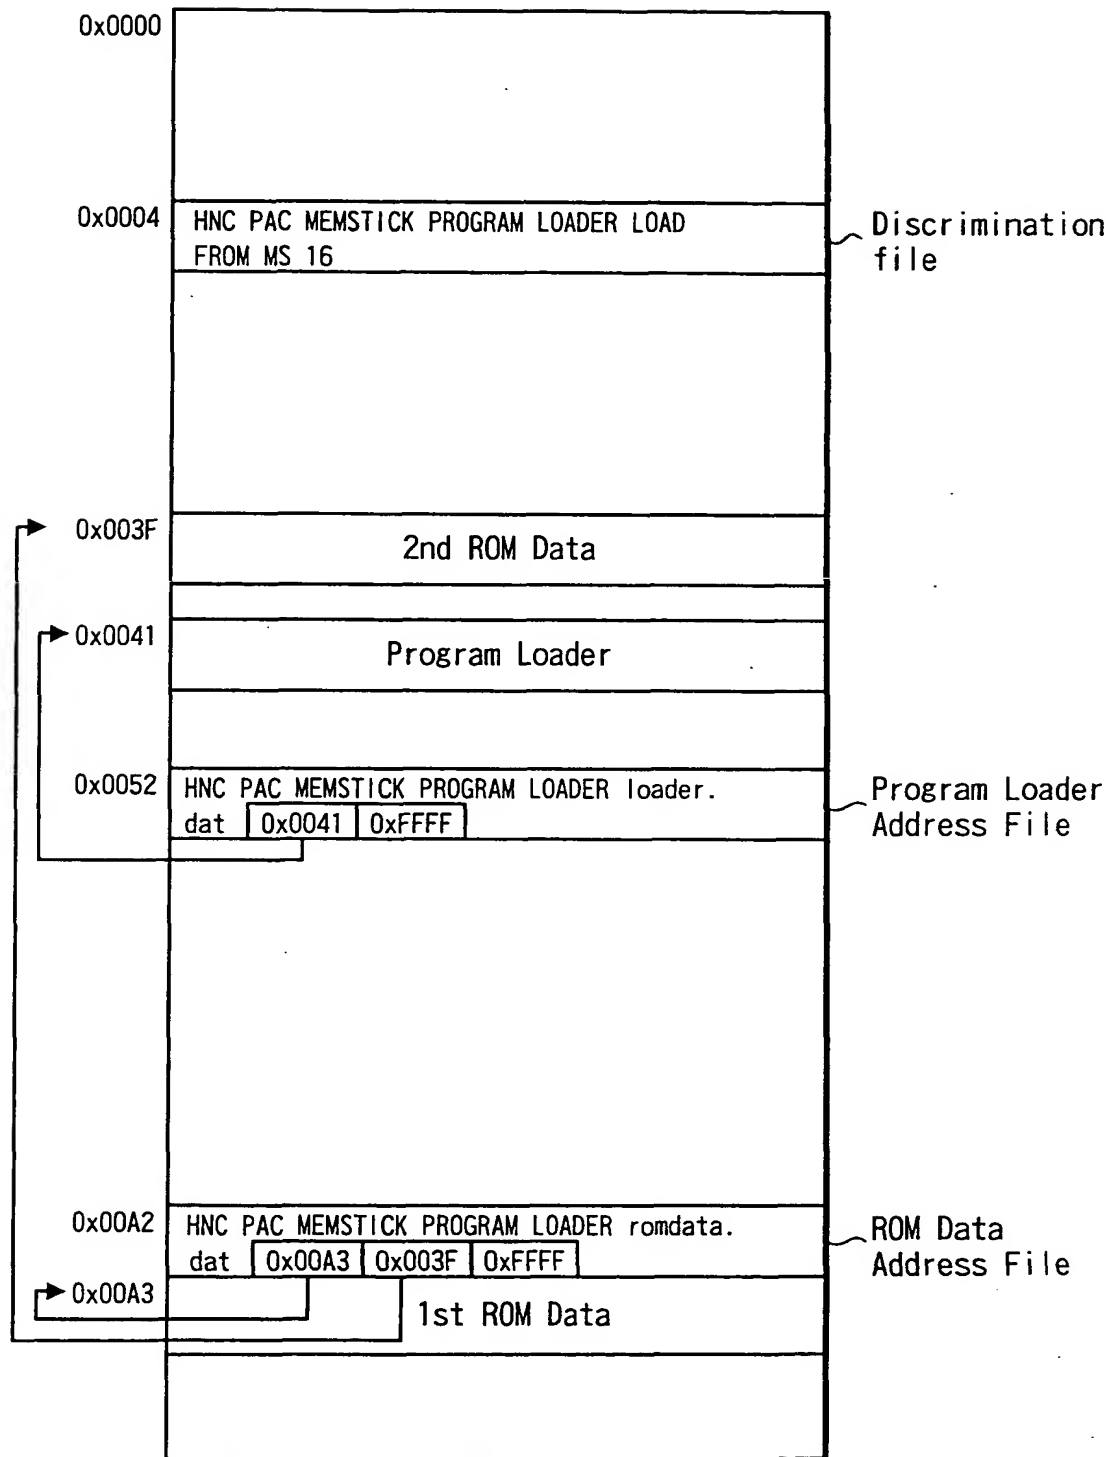 0x0000
0x0004
HNC PAC MEMSTICK PROGRAM LOADER LOAD
FROM MS 16
Discrimination
file
0x003F
2nd ROM Data
0x0041
Program Loader
0x0052
HNC PAC MEMSTICK PROGRAM LOADER loader.
dat 0x0041 0xFFFF
Program Loader
Address File
0x00A2
HNC PAC MEMSTICK PROGRAM LOADER romdata.
dat 0x00A3 0x003F 0xFFFF
ROM Data
Address File
0x00A3
1st ROM Data